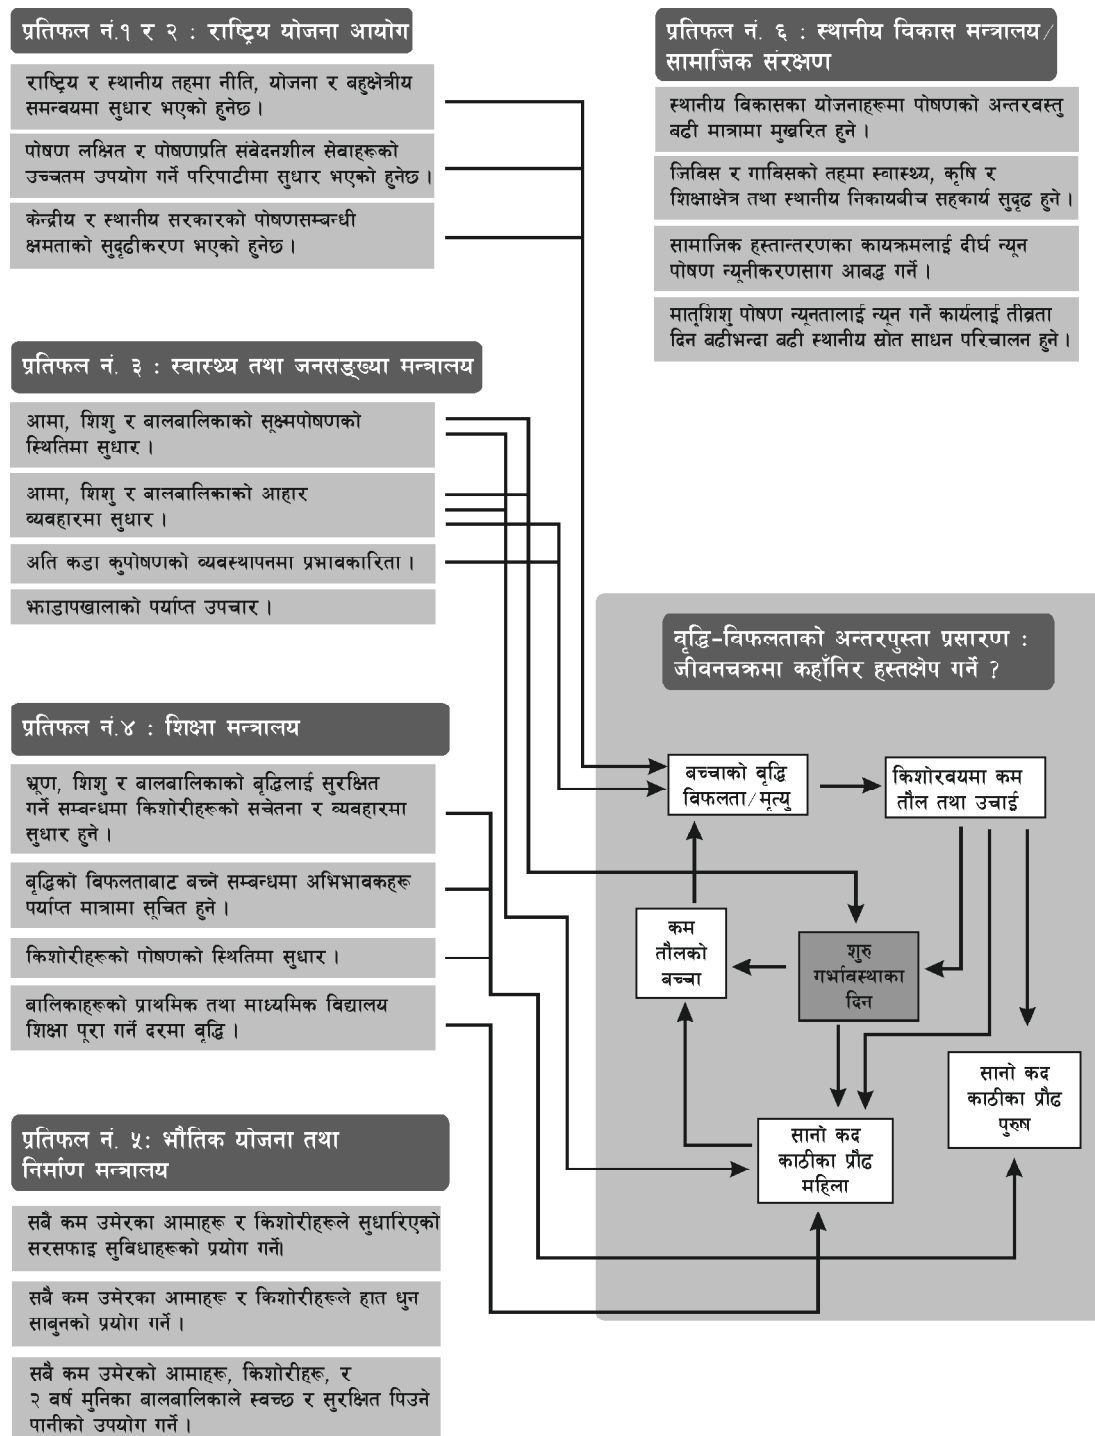 प्रतिफल नं.१ र २ : राष्ट्रिय योजना आयोग
राष्ट्रिय र स्थानीय तहमा नीति, योजना र बहुक्षेत्रीय
समन्वयमा सुधार भएको हुनेछ ।
पोषण लक्षित र पोषणप्रति संवेदनशील सेवाहरूको
उच्चतम उपयोग गर्ने परिपाटीमा सुधार भएको हुनेछ ।
केन्द्रीय र स्थानीय सरकारको पोषणसम्बन्धी
क्षमताको सुदृढीकरण भएको हुनेछ ।
प्रतिफल नं. ६ : स्थानीय विकास मन्त्रालय/
सामाजिक संरक्षण
स्थानीय विकासका योजनाहरूमा पोषणको अन्तरवस्तु
बढी मात्रामा मुखरित हुने ।
जिविस र गाविसको तहमा स्वास्थ्य, कृषि र
शिक्षाक्षेत्र तथा स्थानीय निकायबीच सहकार्य सुदृढ हुने ।
सामाजिक हस्तान्तरणका कायक्रमलाई दीर्घ न्यून
पोषण न्यूनीकरणसाग आबद्ध गर्ने ।
मातृशिशु पोषण न्यूनतालाई न्यून गर्ने कार्यलाई तीव्रता
दिन बढीभन्दा बढी स्थानीय स्रोत साधन परिचालन हुने ।
प्रतिफल नं. ३ : स्वास्थ्य तथा जनसङ्ख्या मन्त्रालय
आमा, शिशु र बालबालिकाको सूक्ष्मपोषणको
स्थितिमा सुधार ।
आमा, शिशु र बालबालिकाको आहार
व्यवहारमा सुधार ।
अति कडा कुपोषणको व्यवस्थापनमा प्रभावकारिता ।
झाडापखालाको पर्याप्त उपचार ।
प्रतिफल नं.४ : शिक्षा मन्त्रालय
भ्रूण, शिशु र बालबालिकाको बृद्धिलाई सुरक्षित
गर्ने सम्बन्धमा किशोरीहरूको सचेतना र व्यवहारमा
सुधार हुने ।
बृद्धिको विफलताबाट बच्ने सम्बन्धमा अभिभावकहरू
पर्याप्त मात्रामा सूचित हुने ।
किशोरीहरूको पोषणको स्थितिमा सुधार ।
बालिकाहरूको प्राथमिक तथा माध्यमिक विद्यालय
शिक्षा पूरा गर्ने दरमा बृद्धि ।
प्रतिफल नं. ५: भौतिक योजना तथा
निर्माण मन्त्रालय
सबै कम उमेरका आमाहरू र किशोरीहरूले सुधारिएको
सरसफाइ सुविधाहरूको प्रयोग गर्ने।
सबै कम उमेरका आमाहरू र किशोरीहरूले हात धुन
साबुनको प्रयोग गर्ने ।
सबै कम उमेरको आमाहरू, किशोरीहरू, र
२ वर्ष मुनिका बालबालिकाले स्वच्छ र सुरक्षित पिउने
पानीको उपयोग गर्ने ।
वृद्धि-विफलताको अन्तरपुस्ता प्रसारण :
जीवनचक्रमा कहाँनिर हस्तक्षेप गर्ने ?
बच्चाको बृद्धि
विफलता/मृत्यु
किशोरबयमा कम
तौल तथा उचाई
कम
तौलको
बच्चा
शुरु
गर्भावस्थाका
दिन
सानो कद
काठीका प्रौढ
पुरुष
सानो कद
काठीका प्रौढ
महिला